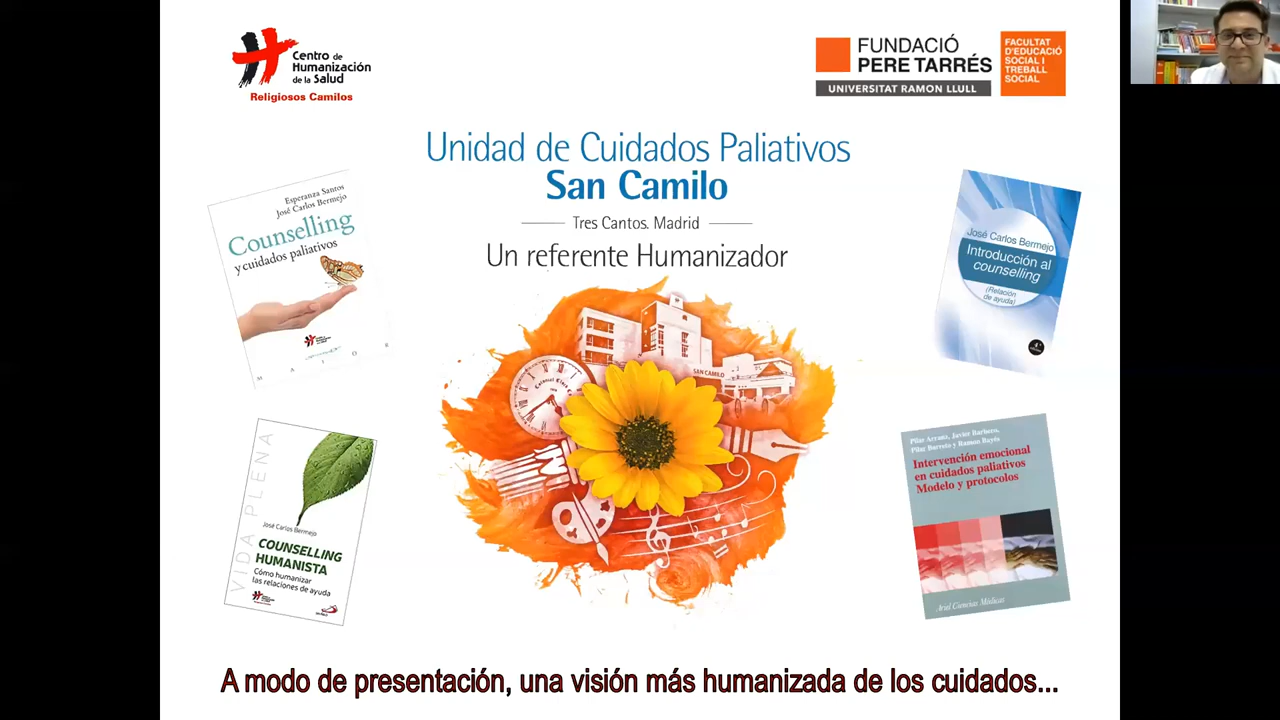 Centro de
Humanización
de la Salud
Religiosos Camilos
FUNDACIÓ
PERE TARRÉS
UNIVERSITAT RAMON LLULL
FACULTAT
D'EDUCACIÓ
SOCIAL I
TREBALL
SOCIAL
Unidad de Cuidados Paliativos
San Camilo
Tres Cantos. Madrid
Un referente Humanizador
Esperanza Santos
José Carlos Bermejo
Counselling
y cuidados paliativos
José Carlos Bermejo
Introducción al
counselling
(Relación
de ayuda)
SAN CAMILO
VIDA PLENA
José Carlos Bermejo
COUNSELLING
HUMANISTA
Cómo humanizar
las relaciones de ayuda
Pilar Arranz, Javier Barbero,
Pilar Barreto y Ramon Bayés
Intervención emocional
en cuidados paliativos
Modelo y protocolos
Ariel Ciencias Médicas
A modo de presentación, una visión más humanizada de los cuidados...